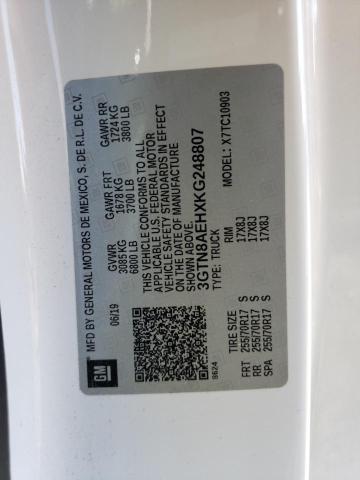 GM
MFD BY GENERAL MOTORS DE MEXICO, S. DE R.L. DE C.V.
06/19 GVWR GAWR FRT GAWR RR
3085 KG 1678 KG 1724 KG
6800 LB 3700 LB 3800 LB
THIS VEHICLE CONFORMS TO ALL
APPLICABLE U.S. FEDERAL MOTOR
VEHICLE SAFETY STANDARDS IN EFFECT
ON THE DATE OF MANUFACTURE
SHOWN ABOVE.
3GTN8AEHXKG248807
TYPE: TRUCK MODEL: X7TC10903
8624
TIRE SIZE RIM
FRT 255/70R17 S 17X8J
RR 255/70R17 S 17X8J
SPA 255/70R17 S 17X8J